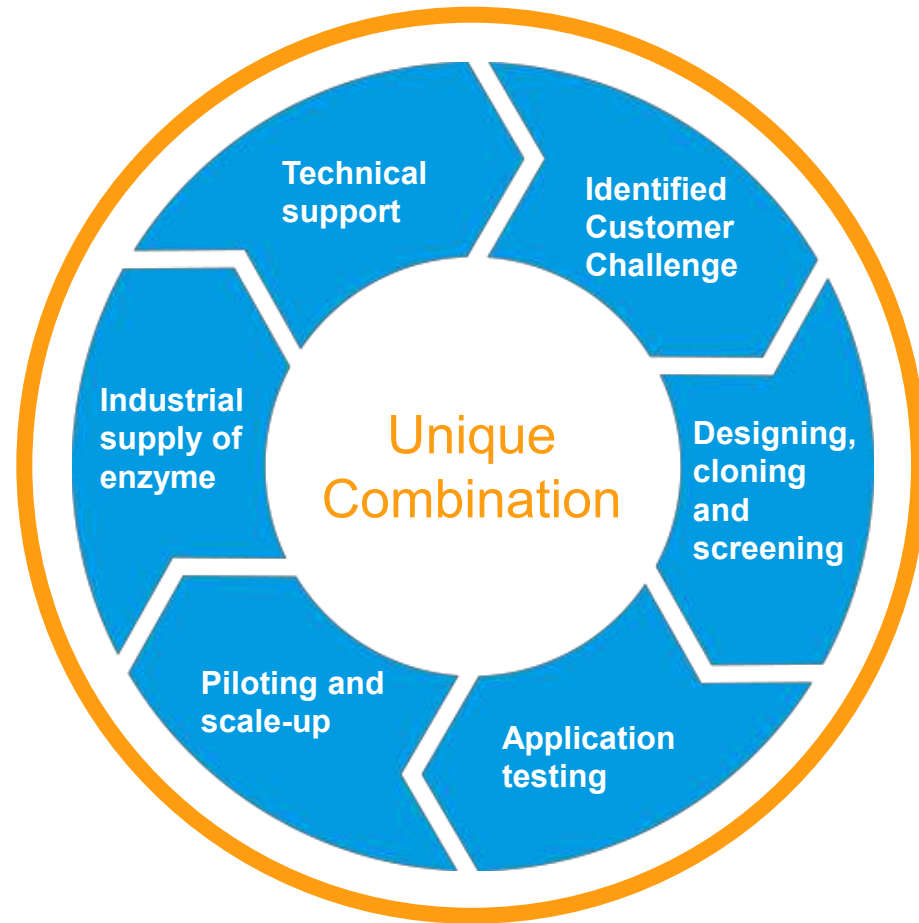 Technical
support
Identified
Customer
Challenge
Designing,
cloning
and
screening
Application
testing
Piloting and
scale-up
Industrial
supply of
enzyme
Unique
Combination